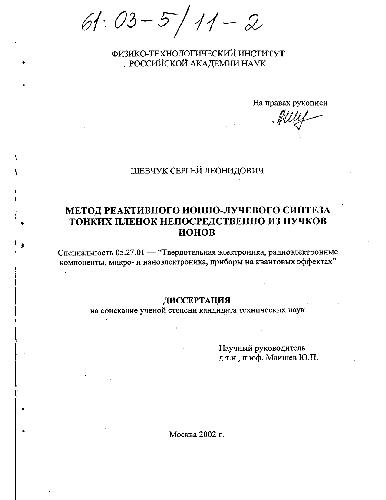 61:03-5/11-2
ФИЗИКО-ТЕХНОЛОГИЧЕСКИЙ ИНСТИТУТ
РОССИЙСКОЙ АКАДЕМИИ НАУК
На правах рукописи
ШЕВЧУК СЕРГЕЙ ЛЕОНИДОВИЧ
МЕТОД РЕАКТИВНОГО ИОННО-ЛУЧЕВОГО СИНТЕЗА
ТОНКИХ ПЛЕНОК НЕПОСРЕДСТВЕННО ИЗ ПУЧКОВ
ИОНОВ
Специальность 05.27.01 — "Твердотельная электроника, радиоэлектронные
компоненты, микро- и наноэлектроника, приборы на квантовых эффектах"
ДИССЕРТАЦИЯ
на соискание ученой степени кандидата технических наук
Научный руководитель
д.т.н., проф. Маишев Ю.П.
Москва 2002 г.